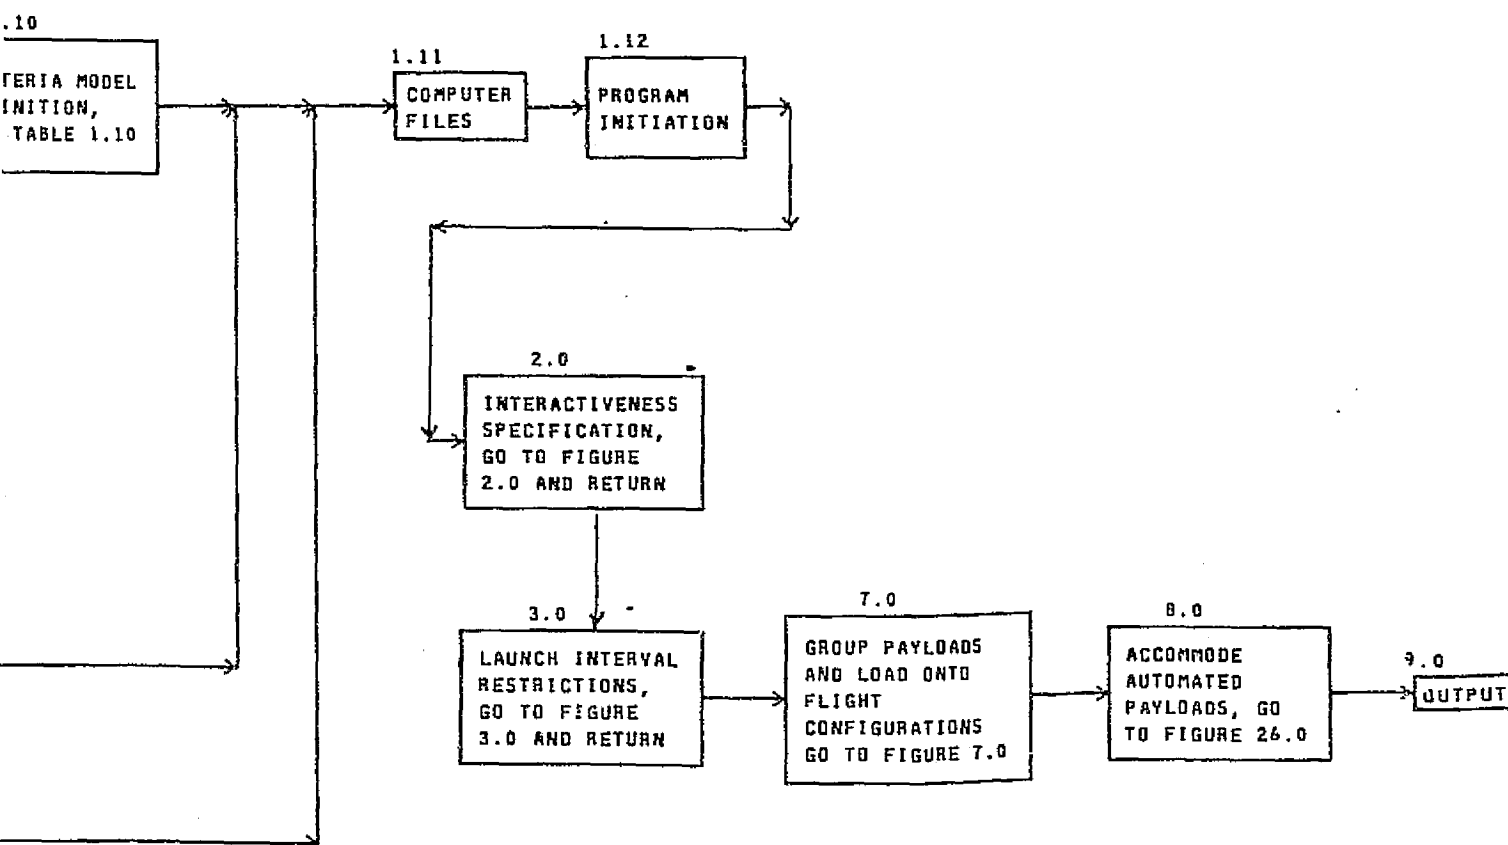 .10
TERIA MODEL
INITION,
TABLE 1.10
1.11
COMPUTER
FILES
1.12
PROGRAM
INITIATION
2.0
INTERACTIVENESS
SPECIFICATION,
GO TO FIGURE
2.0 AND RETURN
3.0
LAUNCH INTERVAL
RESTRICTIONS,
GO TO FIGURE
3.0 AND RETURN
7.0
GROUP PAYLOADS
AND LOAD ONTO
FLIGHT
CONFIGURATIONS
GO TO FIGURE 7.0
8.0
ACCOMMODE
AUTOMATED
PAYLOADS, GO
TO FIGURE 26.0
9.0
OUTPUT